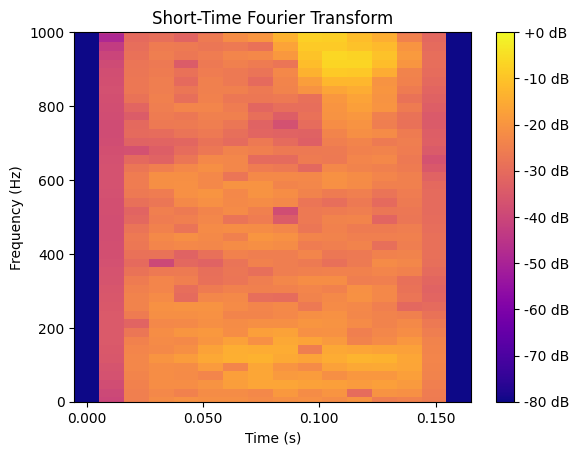 Short-Time Fourier Transform
1000
800
600
400
200
0
Frequency (Hz)
0.000
0.050
0.100
0.150
Time (s)
+0 dB
-10 dB
-20 dB
-30 dB
-40 dB
-50 dB
-60 dB
-70 dB
-80 dB